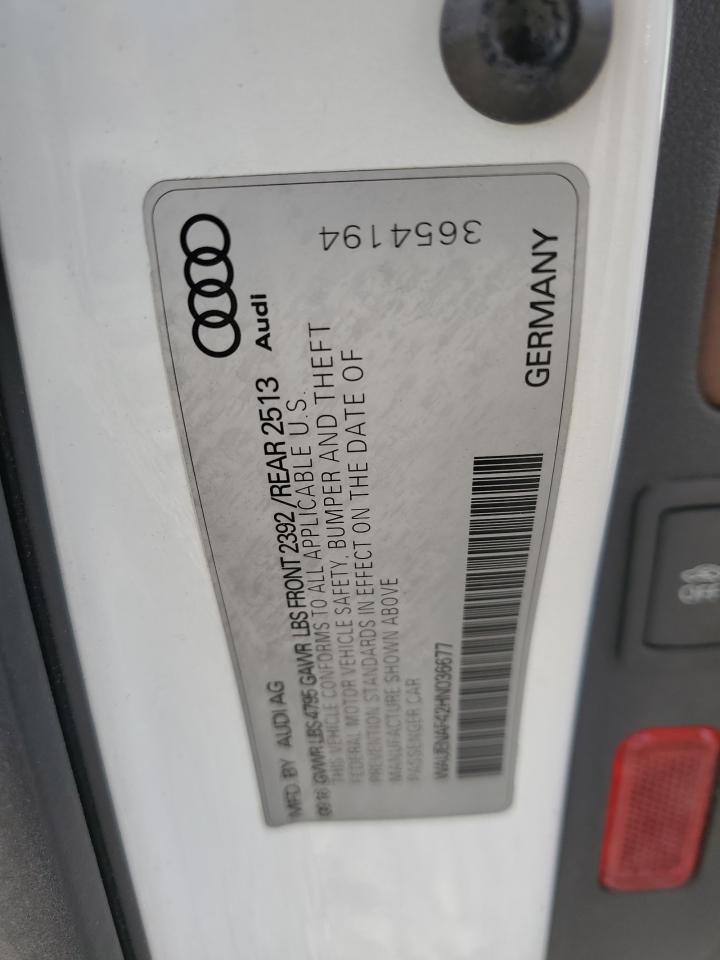 MFD BY AUDI AG
GVWR LBS 4795 GAWR LBS FRONT 2392 /REAR 2513
THIS VEHICLE CONFORMS TO ALL APPLICABLE U.S.
FEDERAL MOTOR VEHICLE SAFETY, BUMPER AND THEFT
PREVENTION STANDARDS IN EFFECT ON THE DATE OF
MANUFACTURE SHOWN ABOVE
PASSENGER CAR
WAUENAF42HN036677
Audi
3654194
GERMANY
OFF